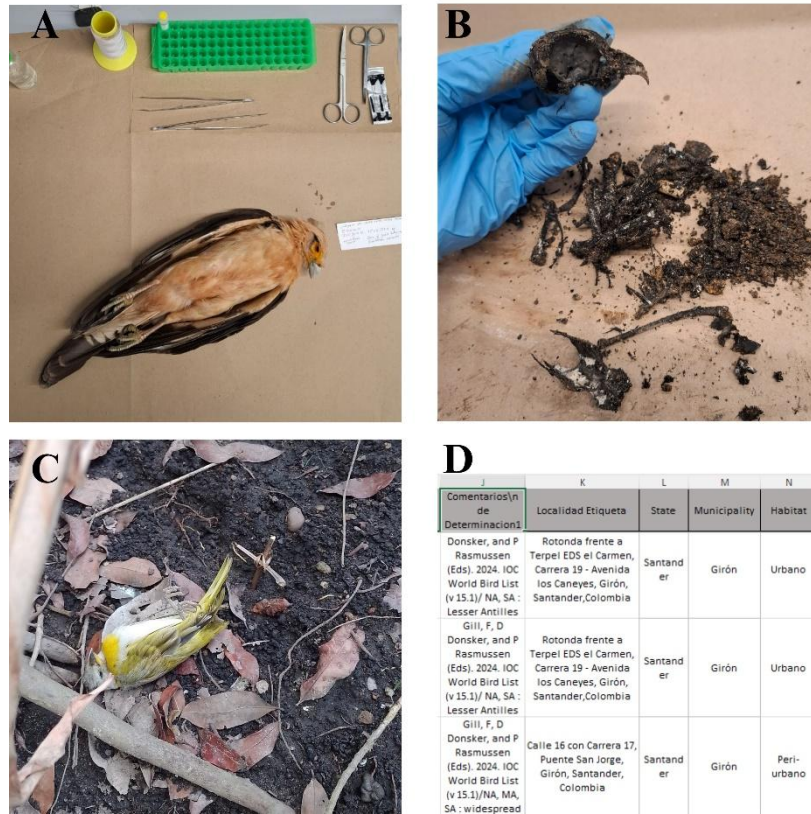 A
B
C
D
J K L M N
Comentarios\n
de
Determinacion1
Localidad Etiqueta
State
Municipality
Habitat
Donsker, and P
Rasmussen
(Eds). 2024. IOC
World Bird List
(v 15.1)/ NA, SA :
Lesser Antilles
Rotonda frente a
Terpel EDS el Carmen,
Carrera 19 - Avenida
los Caneyes, Girón,
Santander,Colombia
Santand
er
Girón
Urbano
Gill, F, D
Donsker, and P
Rasmussen
(Eds). 2024. IOC
World Bird List
(v 15.1)/ NA, SA :
Lesser Antilles
Rotonda frente a
Terpel EDS el Carmen,
Carrera 19 - Avenida
los Caneyes, Girón,
Santander,Colombia
Santand
er
Girón
Urbano
Gill, F, D
Donsker, and P
Rasmussen
(Eds). 2024. IOC
World Bird List
(v 15.1)/NA, MA,
SA : widespread
Calle 16 con Carrera 17,
Puente San Jorge,
Girón, Santander,
Colombia
Santand
er
Girón
Peri-
urbano